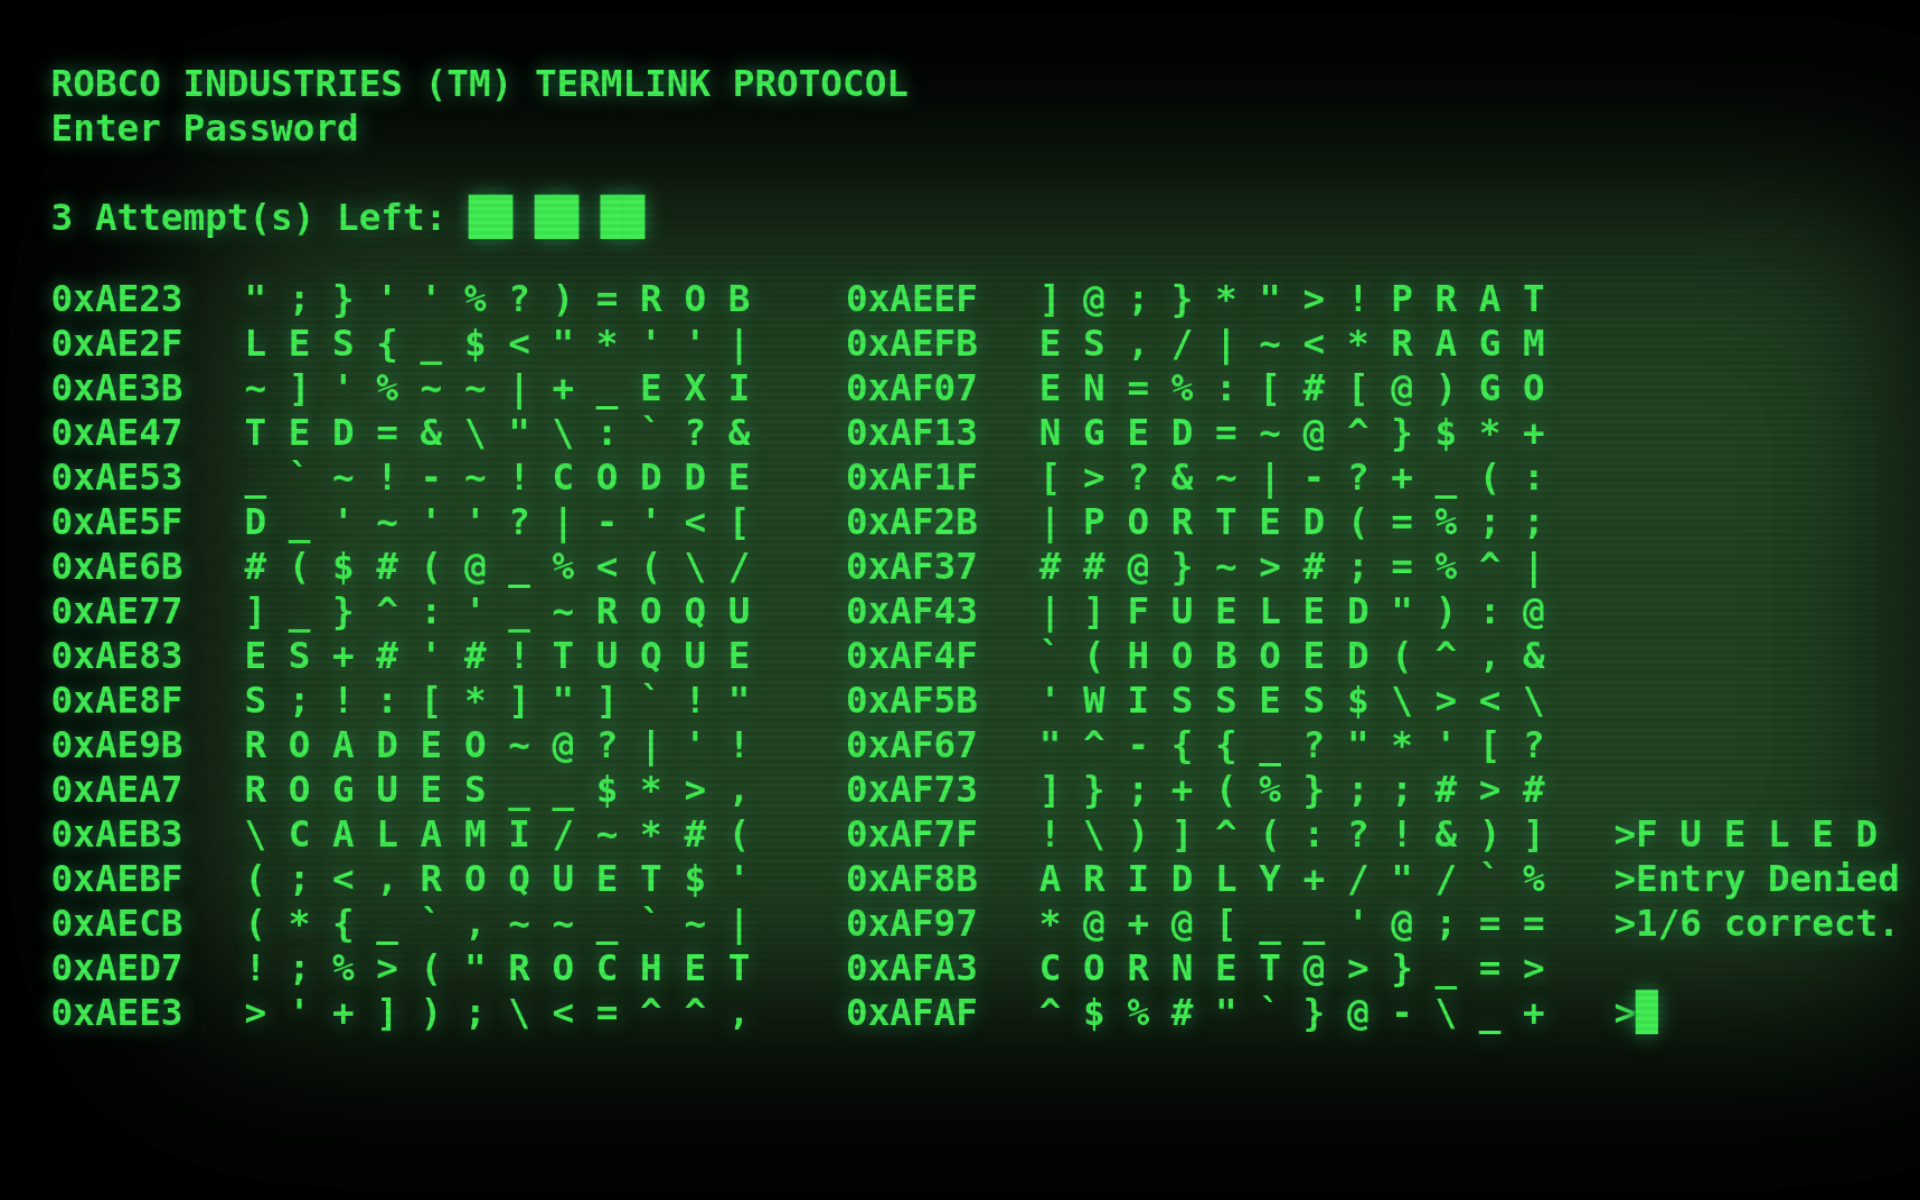 ROBCO INDUSTRIES (TM) TERMLINK PROTOCOL
Enter Password
3 Attempt(s) Left: ██ ██ ██
0xAE23 " ; } ' ' % ? ) = R O B 0xAEEF ] @ ; } * " > ! P R A T
0xAE2F L E S { _ $ < " * ' ' | 0xAEFB E S , / | ~ < * R A G M
0xAE3B ~ ] ' % ~ ~ | + _ E X I 0xAF07 E N = % : [ # [ @ ) G O
0xAE47 T E D = & \ " \ : ` ? & 0xAF13 N G E D = ~ @ ^ } $ * +
0xAE53 _ ` ~ ! - ~ ! C O D D E 0xAF1F [ > ? & ~ | - ? + _ ( :
0xAE5F D _ ' ~ ' ' ? | - ' < [ 0xAF2B | P O R T E D ( = % ; ;
0xAE6B # ( $ # ( @ _ % < ( \ / 0xAF37 # # @ } ~ > # ; = % ^ |
0xAE77 ] _ } ^ : ' _ ~ R O Q U 0xAF43 | ] F U E L E D " ) : @
0xAE83 E S + # ' # ! T U Q U E 0xAF4F ` ( H O B O E D ( ^ , &
0xAE8F S ; ! : [ * ] " ] ` ! " 0xAF5B ' W I S S E S $ \ > < \
0xAE9B R O A D E O ~ @ ? | ' ! 0xAF67 " ^ - { { _ ? " * ' [ ?
0xAEA7 R O G U E S _ _ $ * > , 0xAF73 ] } ; + ( % } ; ; # > #
0xAEB3 \ C A L A M I / ~ * # ( 0xAF7F ! \ ) ] ^ ( : ? ! & ) ] >F U E L E D
0xAEBF ( ; < , R O Q U E T $ ' 0xAF8B A R I D L Y + / " / ` % >Entry Denied
0xAECB ( * { _ ` , ~ ~ _ ` ~ | 0xAF97 * @ + @ [ _ _ ' @ ; = = >1/6 correct.
0xAED7 ! ; % > ( " R O C H E T 0xAFA3 C O R N E T @ > } _ = >
0xAEE3 > ' + ] ) ; \ < = ^ ^ , 0xAFAF ^ $ % # " ` } @ - \ _ + >█